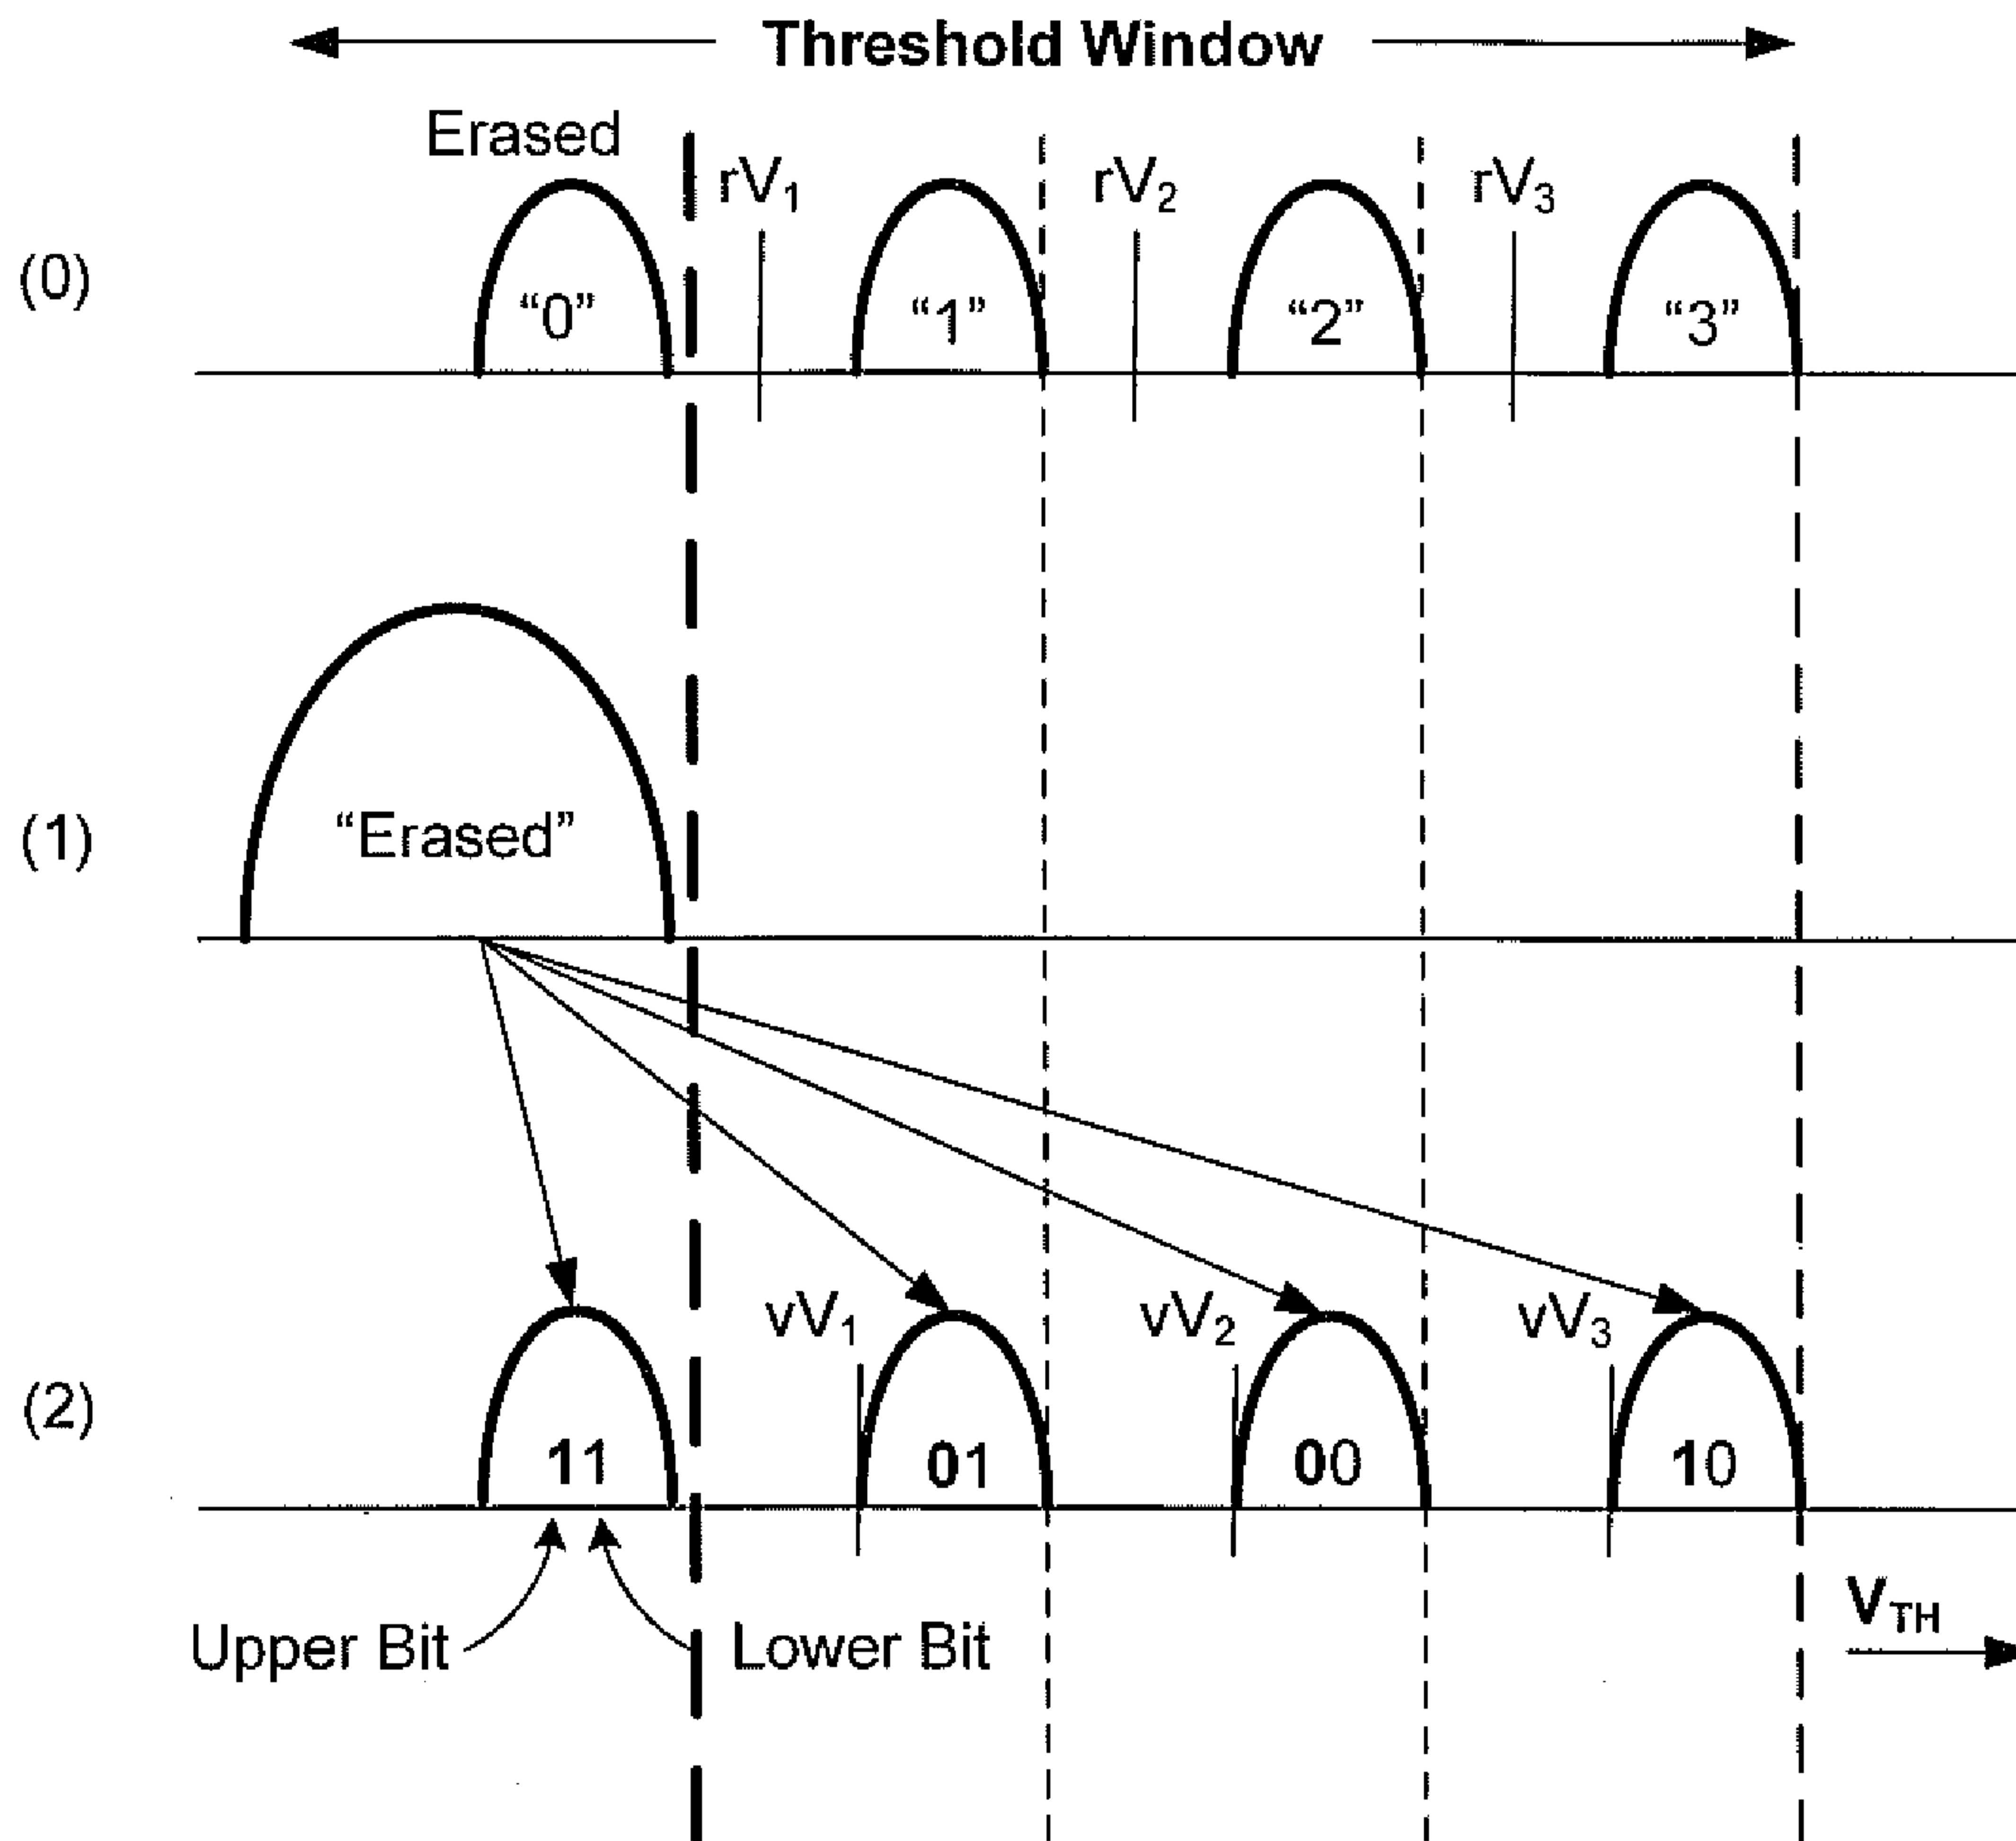 Threshold Window
Erased
rV₁ rV₂ rV₃
(0) “0” “1” “2” “3”
(1) “Erased”
vV₁ vV₂ vV₃
(2) 11 01 00 10
Upper Bit Lower Bit
V_TH